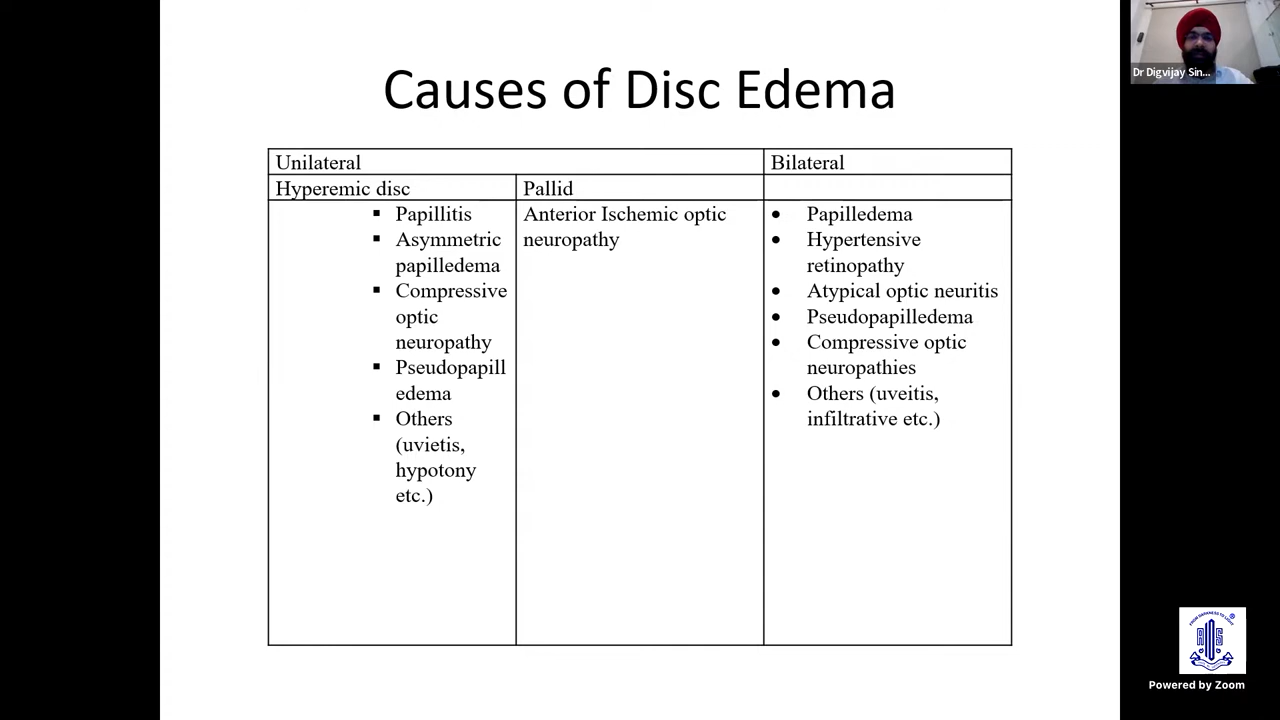 Causes of Disc Edema
Unilateral
Bilateral
Hyperemic disc
Pallid
Papillitis
Asymmetric
papilledema
Compressive
optic
neuropathy
Pseudopapill
edema
Others
(uvietis,
hypotony
etc.)
Anterior Ischemic optic
neuropathy
Papilledema
Hypertensive
retinopathy
Atypical optic neuritis
Pseudopapilledema
Compressive optic
neuropathies
Others (uveitis,
infiltrative etc.)
Dr Digvijay Sin...
Powered by Zoom